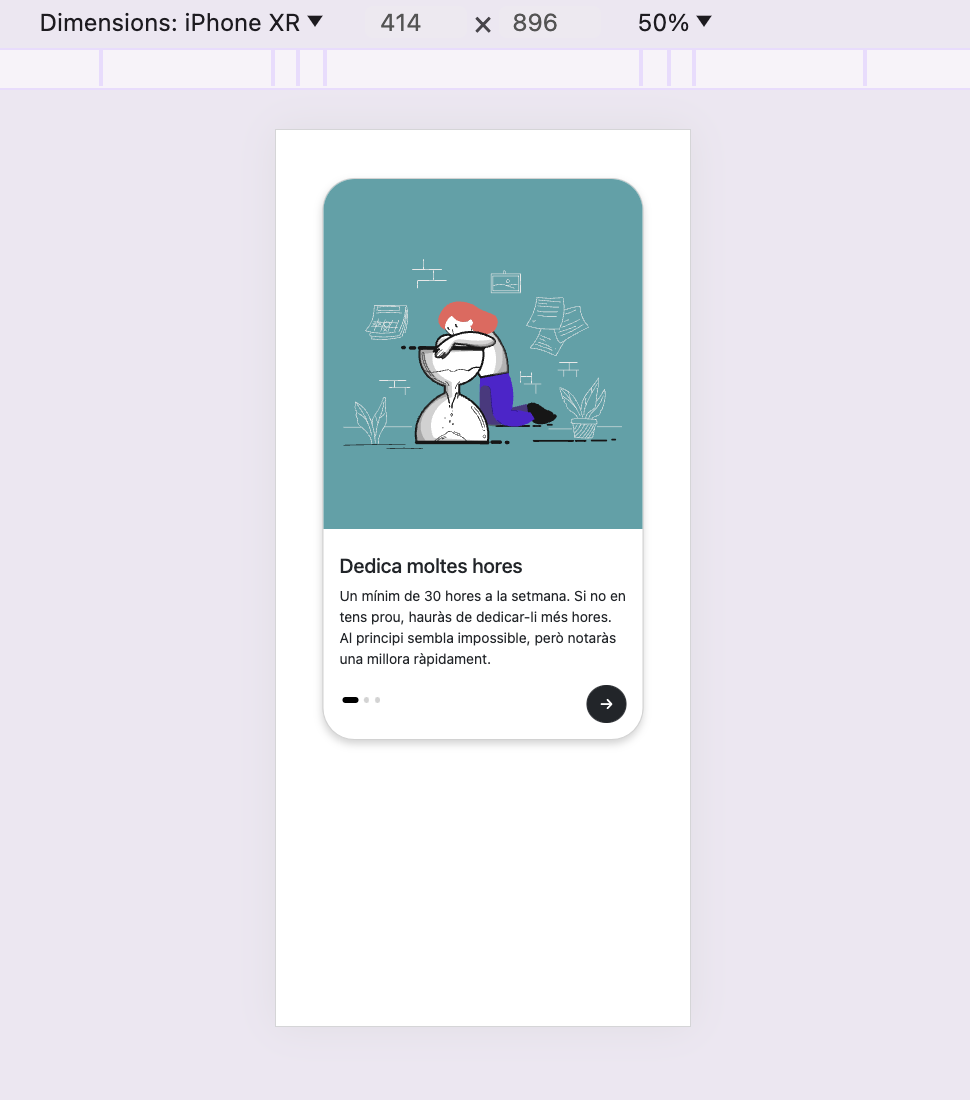 Dimensions: iPhone XR ▼ 414 × 896 50% ▼
Dedica moltes hores
Un mínim de 30 hores a la setmana. Si no en
tens prou, hauràs de dedicar-li més hores.
Al principi sembla impossible, però notaràs
una millora ràpidament.